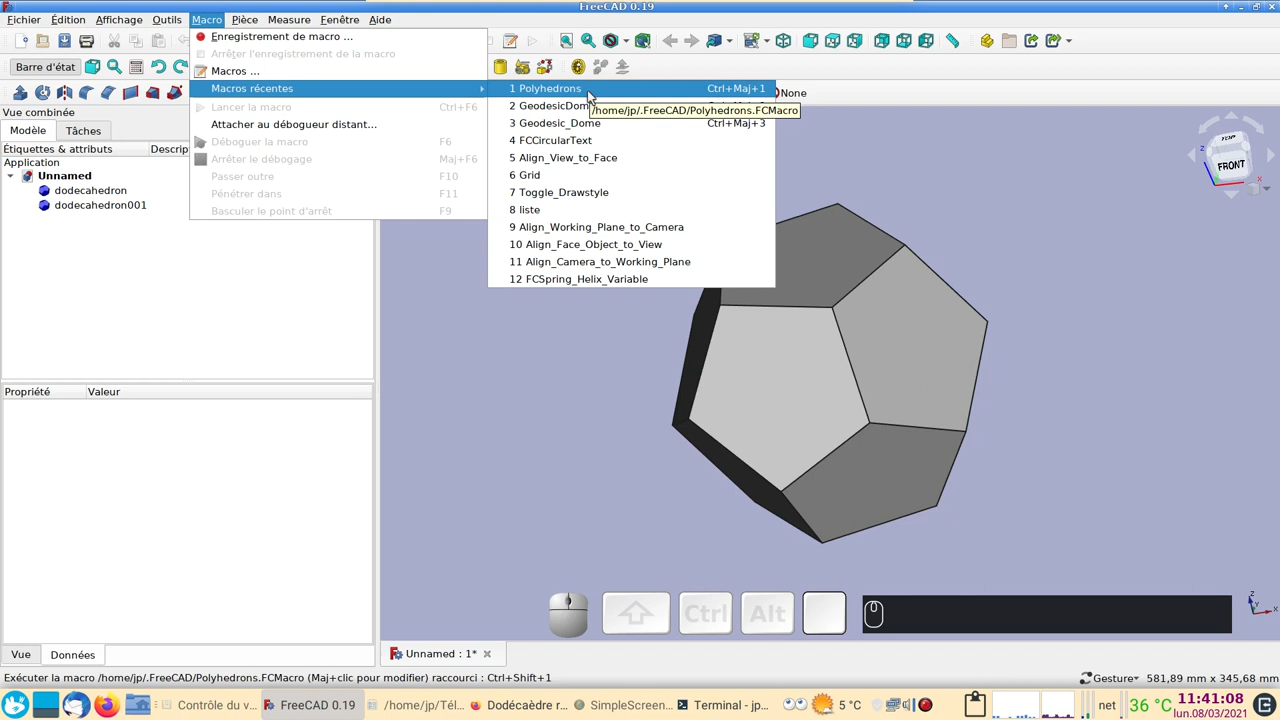 FreeCAD 0.19
Fichier Édition Affichage Outils Macro Pièce Measure Fenêtre Aide
Enregistrement de macro ...
Arrêter l'enregistrement de la macro
Macros ...
Macros récentes
Lancer la macro Ctrl+F6
Attacher au débogueur distant...
Déboguer la macro F6
Arrêter le débogage Maj+F6
Passer outre F10
Pénétrer dans F11
Basculer le point d'arrêt F9
1 Polyhedrons Ctrl+Maj+1
2 GeodesicDom
/home/jp/.FreeCAD/Polyhedrons.FCMacro
3 Geodesic_Dome Ctrl+Maj+3
4 FCCircularText
5 Align_View_to_Face
6 Grid
7 Toggle_Drawstyle
8 liste
9 Align_Working_Plane_to_Camera
10 Align_Face_Object_to_View
11 Align_Camera_to_Working_Plane
12 FCSpring_Helix_Variable
Barre d'état
None
Vue combinée
Modèle Tâches
Étiquettes & attributs Descrip
Application
Unnamed
dodecahedron
dodecahedron001
Propriété Valeur
TOP
FRONT
Z
X
Ctrl Alt
Z
X
Vue Données
Unnamed : 1*
Exécuter la macro /home/jp/.FreeCAD/Polyhedrons.FCMacro (Maj+clic pour modifier) raccourci : Ctrl+Shift+1
Gesture 581,89 mm x 345,68 mm
Contrôle du v...
FreeCAD 0.19
/home/jp/Tél...
Dodécaèdre r...
SimpleScreen...
Terminal - jp...
5 °C
net
36 °C
11:41:08
lun.08/03/2021